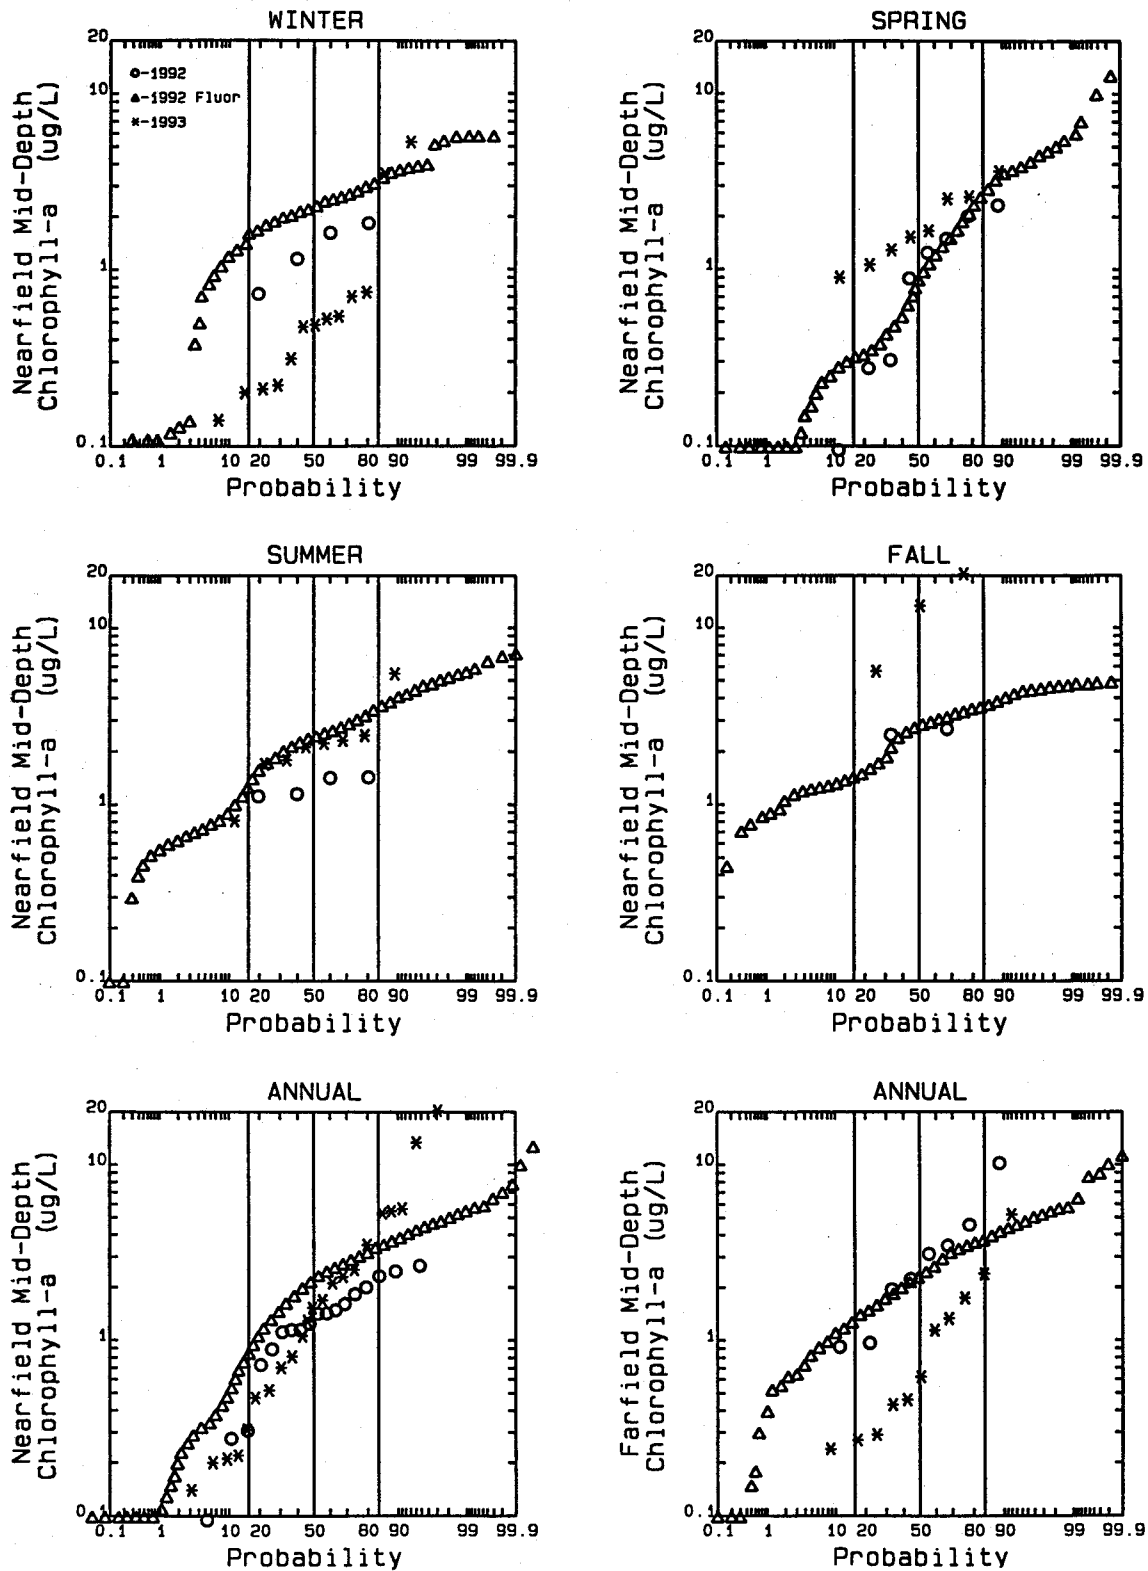 WINTER
20
10
1
0.1
Nearfield Mid-Depth
Chlorophyll-a (ug/L)
o-1992
△-1992 Fluor
*-1993
0.1 1 10 20 50 80 90 99 99.9
Probability
SPRING
20
10
1
0.1
Nearfield Mid-Depth
Chlorophyll-a (ug/L)
0.1 1 10 20 50 80 90 99 99.9
Probability
SUMMER
20
10
1
0.1
Nearfield Mid-Depth
Chlorophyll-a (ug/L)
0.1 1 10 20 50 80 90 99 99.9
Probability
FALL
20
10
1
0.1
Nearfield Mid-Depth
Chlorophyll-a (ug/L)
0.1 1 10 20 50 80 90 99 99.9
Probability
ANNUAL
20
10
1
Nearfield Mid-Depth
Chlorophyll-a (ug/L)
0.1 1 10 20 50 80 90 99 99.9
Probability
ANNUAL
20
10
1
0.1
Farfield Mid-Depth
Chlorophyll-a (ug/L)
0.1 1 10 20 50 80 90 99 99.9
Probability